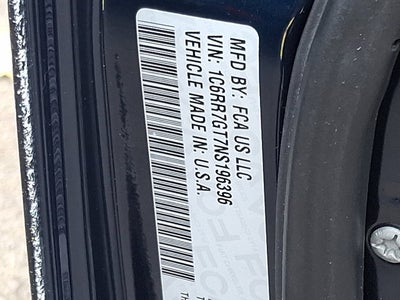 MFD BY: FCA US LLC
VIN: 1C6RR7GT7NS196396
VEHICLE MADE IN: U.S.A.